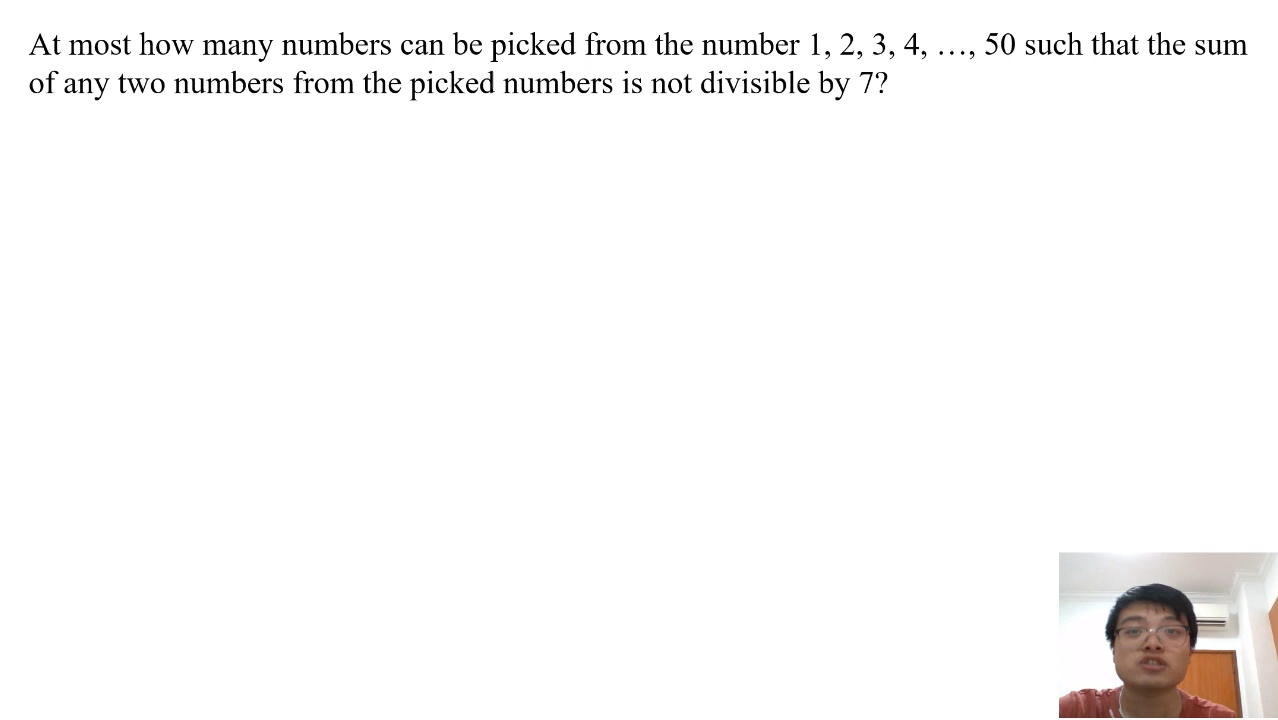 At most how many numbers can be picked from the number 1, 2, 3, 4, …, 50 such that the sum
of any two numbers from the picked numbers is not divisible by 7?